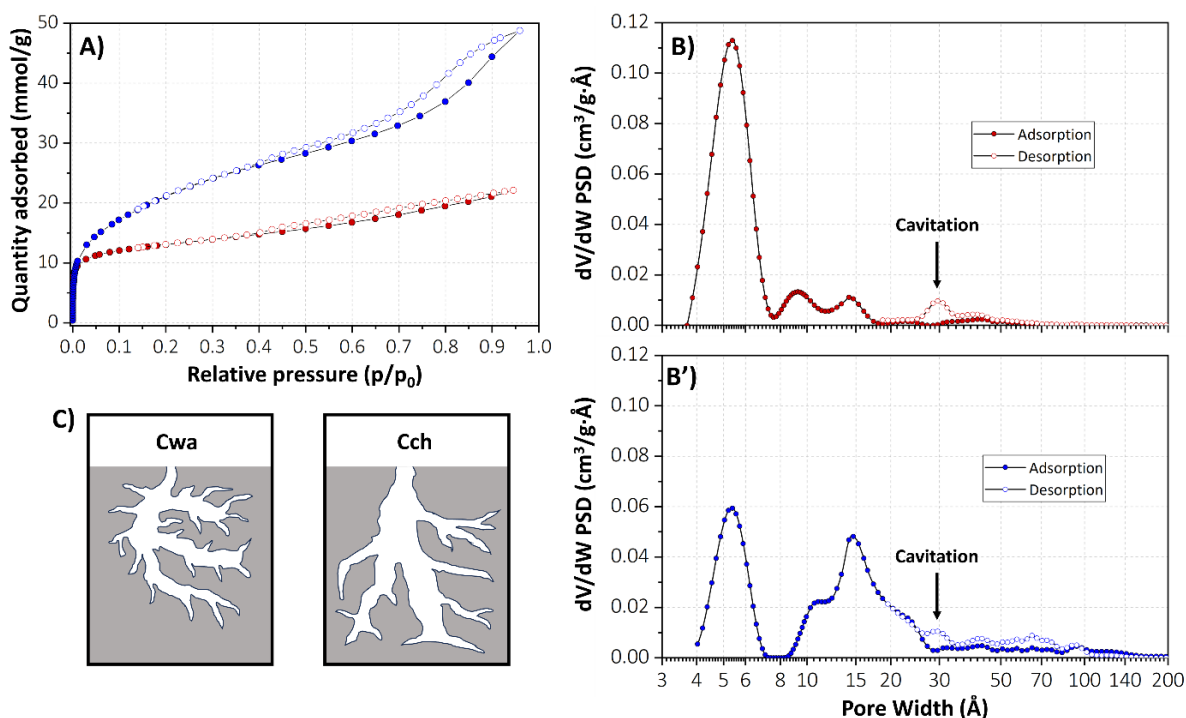 A)
Quantity adsorbed (mmol/g)
50
40
30
20
10
0
0.0 0.1 0.2 0.3 0.4 0.5 0.6 0.7 0.8 0.9 1.0
Relative pressure (p/p₀)
B)
dV/dW PSD (cm³/g·Å)
0.12
0.10
0.08
0.06
0.04
0.02
0.00
Adsorption
Desorption
Cavitation
C)
Cwa
Cch
B')
dV/dW PSD (cm³/g·Å)
0.12
0.10
0.08
0.06
0.04
0.02
0.00
Adsorption
Desorption
Cavitation
3 4 5 6 8 10 15 20 30 40 50 60 80 100 140 200
Pore Width (Å)